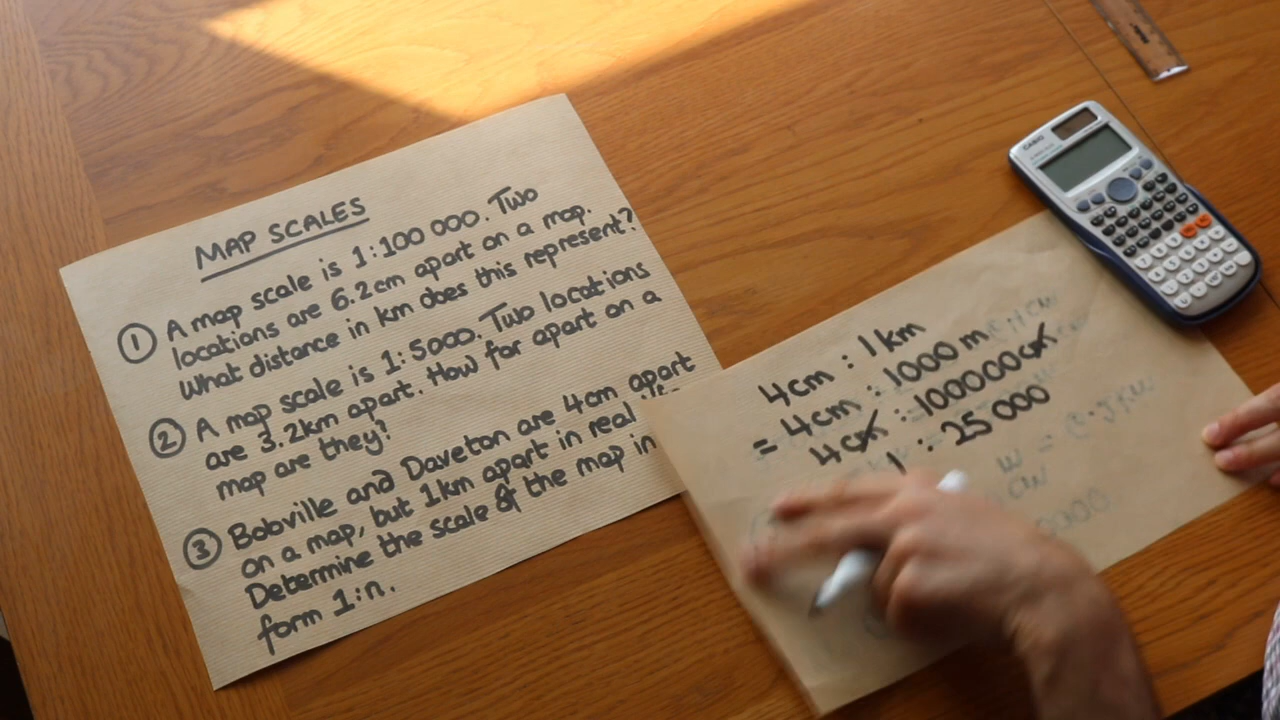 MAP SCALES
1 A map scale is 1:100 000. Two
locations are 6.2cm apart on a map.
What distance in km does this represent?
2 A map scale is 1:5000. Two locations
are 3.2km apart. How far apart on a
map are they?
3 Bobville and Daveton are 4cm apart
on a map, but 1km apart in real
Determine the scale of the map in
form 1:n.
4cm : 1km
= 4cm : 1000m
4cm : 100000cm
1 : 25 000
CASIO